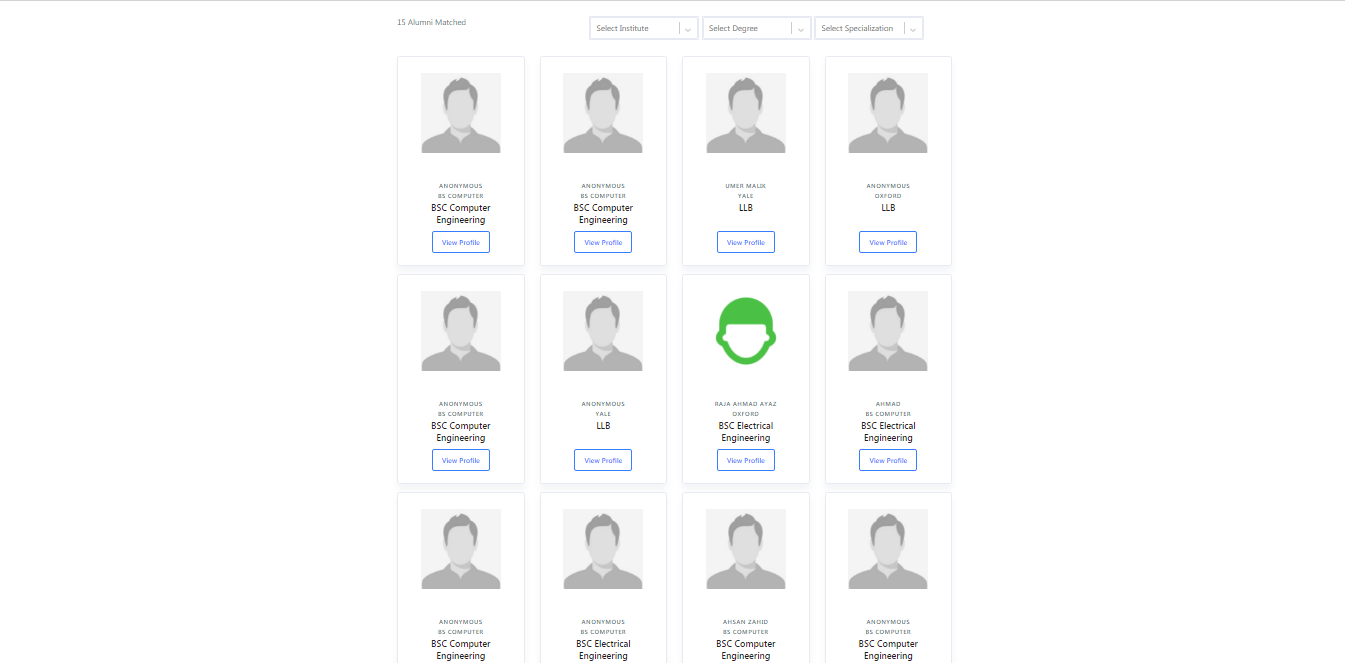 15 Alumni Matched
Select Institute
Select Degree
Select Specialization
ANONYMOUS
BS COMPUTER
BSC Computer
Engineering
View Profile
ANONYMOUS
BS COMPUTER
BSC Computer
Engineering
View Profile
UMER MALIK
YALE
LLB
View Profile
ANONYMOUS
OXFORD
LLB
View Profile
ANONYMOUS
BS COMPUTER
BSC Computer
Engineering
View Profile
ANONYMOUS
YALE
LLB
View Profile
RAJA AHMAD AYAZ
OXFORD
BSC Electrical
Engineering
View Profile
AHMAD
BS COMPUTER
BSC Electrical
Engineering
View Profile
ANONYMOUS
BS COMPUTER
BSC Computer
Engineering
ANONYMOUS
BS COMPUTER
BSC Electrical
Engineering
AHSAN ZAHID
BS COMPUTER
BSC Computer
Engineering
ANONYMOUS
BS COMPUTER
BSC Computer
Engineering